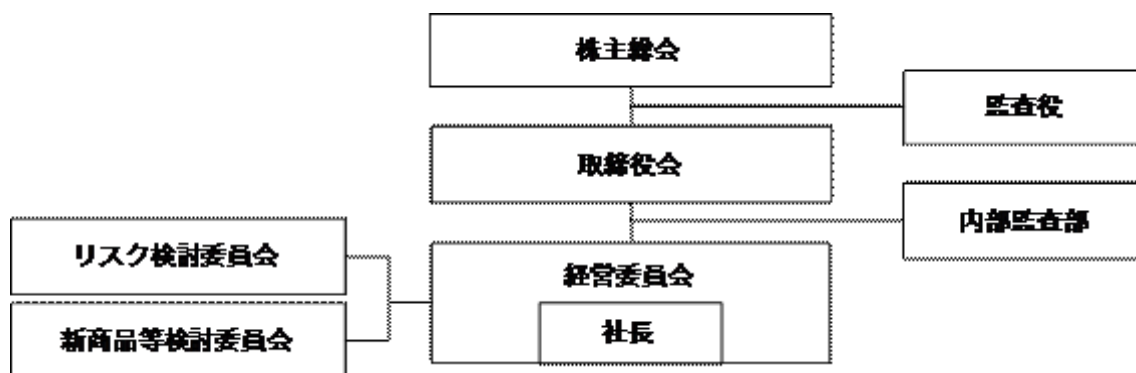 株主総会
監査役
取締役会
内部監査部
リスク検討委員会
経営委員会
新商品等検討委員会
社長